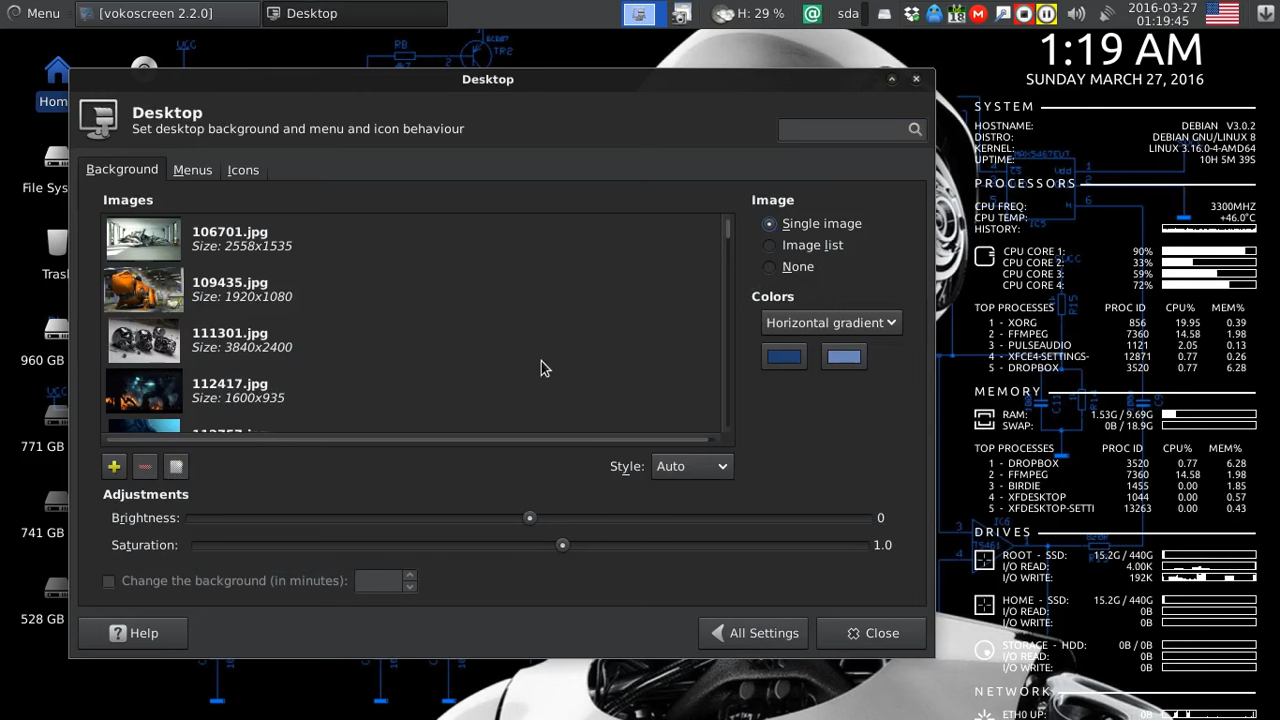 Menu [vokoscreen 2.2.0] Desktop H: 29 % sda 18 2016-03-27
01:19:45
1:19 AM
SUNDAY MARCH 27, 2016
Home
File Sys
Trash
960 GB
771 GB
741 GB
528 GB
VCC
RB
TR2
Desktop
Desktop
Set desktop background and menu and icon behaviour
Background Menus Icons
Images
106701.jpg
Size: 2558x1535
109435.jpg
Size: 1920x1080
111301.jpg
Size: 3840x2400
112417.jpg
Size: 1600x935
Style: Auto
Image
Single image
Image list
None
Colors
Horizontal gradient
Adjustments
Brightness: 0
Saturation: 1.0
Change the background (in minutes):
Help All Settings Close
SYSTEM
HOSTNAME: DEBIAN V3.0.2
DISTRO: DEBIAN GNU/LINUX 8
KERNEL: LINUX 3.16.0-4-AMD64
UPTIME: 10H 5M 39S
PROCESSORS
CPU FREQ: 3300MHZ
CPU TEMP: +46.0°C
HISTORY:
CPU CORE 1: 90%
CPU CORE 2: 33%
CPU CORE 3: 59%
CPU CORE 4: 72%
TOP PROCESSES PROC ID CPU% MEM%
1 - XORG 856 19.95 0.39
2 - FFMPEG 7360 14.58 1.98
3 - PULSEAUDIO 1121 2.05 0.13
4 - XFCE4-SETTINGS- 12871 0.77 0.26
5 - DROPBOX 3520 0.77 6.28
MEMORY
RAM: 1.53G / 9.69G
SWAP: 0B / 18.9G
TOP PROCESSES PROC ID CPU% MEM%
1 - DROPBOX 3520 0.77 6.28
2 - FFMPEG 7360 14.58 1.98
3 - BIRDIE 1455 0.00 1.85
4 - XFDESKTOP 1044 0.00 0.57
5 - XFDESKTOP-SETTI 13263 0.00 0.43
DRIVES
ROOT - SSD: 15.2G / 440G
I/O READ: 4.00K
I/O WRITE: 192K
HOME - SSD: 15.2G / 440G
I/O READ: 0B
I/O WRITE: 0B
STORAGE - HDD: 0B / 0B
I/O READ: 0B
I/O WRITE: 0B
NETWORK
ETH0 UP: 0B